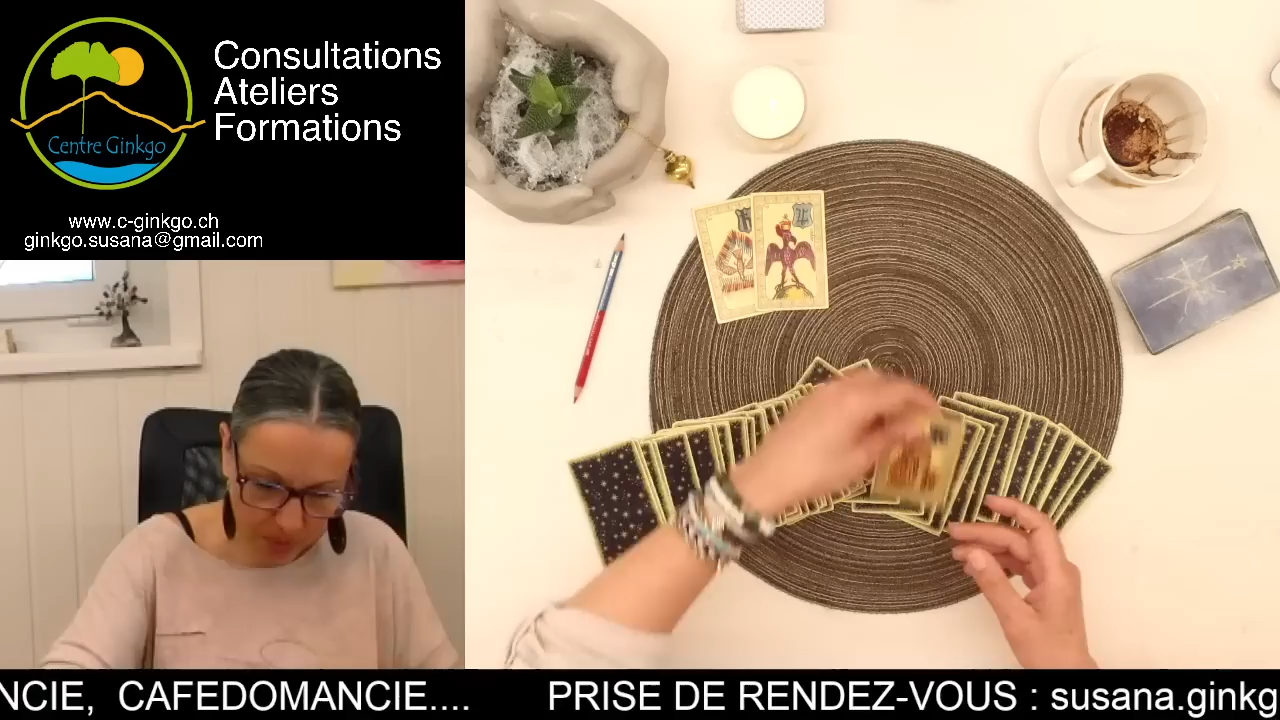 Consultations
Ateliers
Formations
Centre Ginkgo
www.c-ginkgo.ch
ginkgo.susana@gmail.com
NCIE, CAFEDOMANCIE.... PRISE DE RENDEZ-VOUS : susana.ginkg